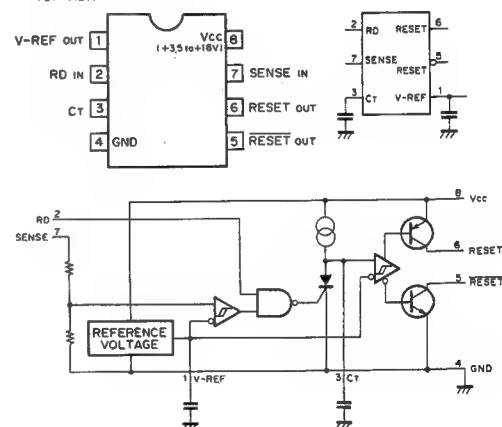 V-REF OUT 1
RD IN 2
CT 3
4 GND
VCC 8
(+3,5 to +18V)
7 SENSE IN
6 RESET OUT
5 RESET OUT
2 RD RESET 6
7 SENSE RESET 5
3 CT V-REF 1
RD 2
SENSE 7
REFERENCE
VOLTAGE
1 V-REF
3 CT
8 Vcc
6 RESET
5 RESET
4 GND